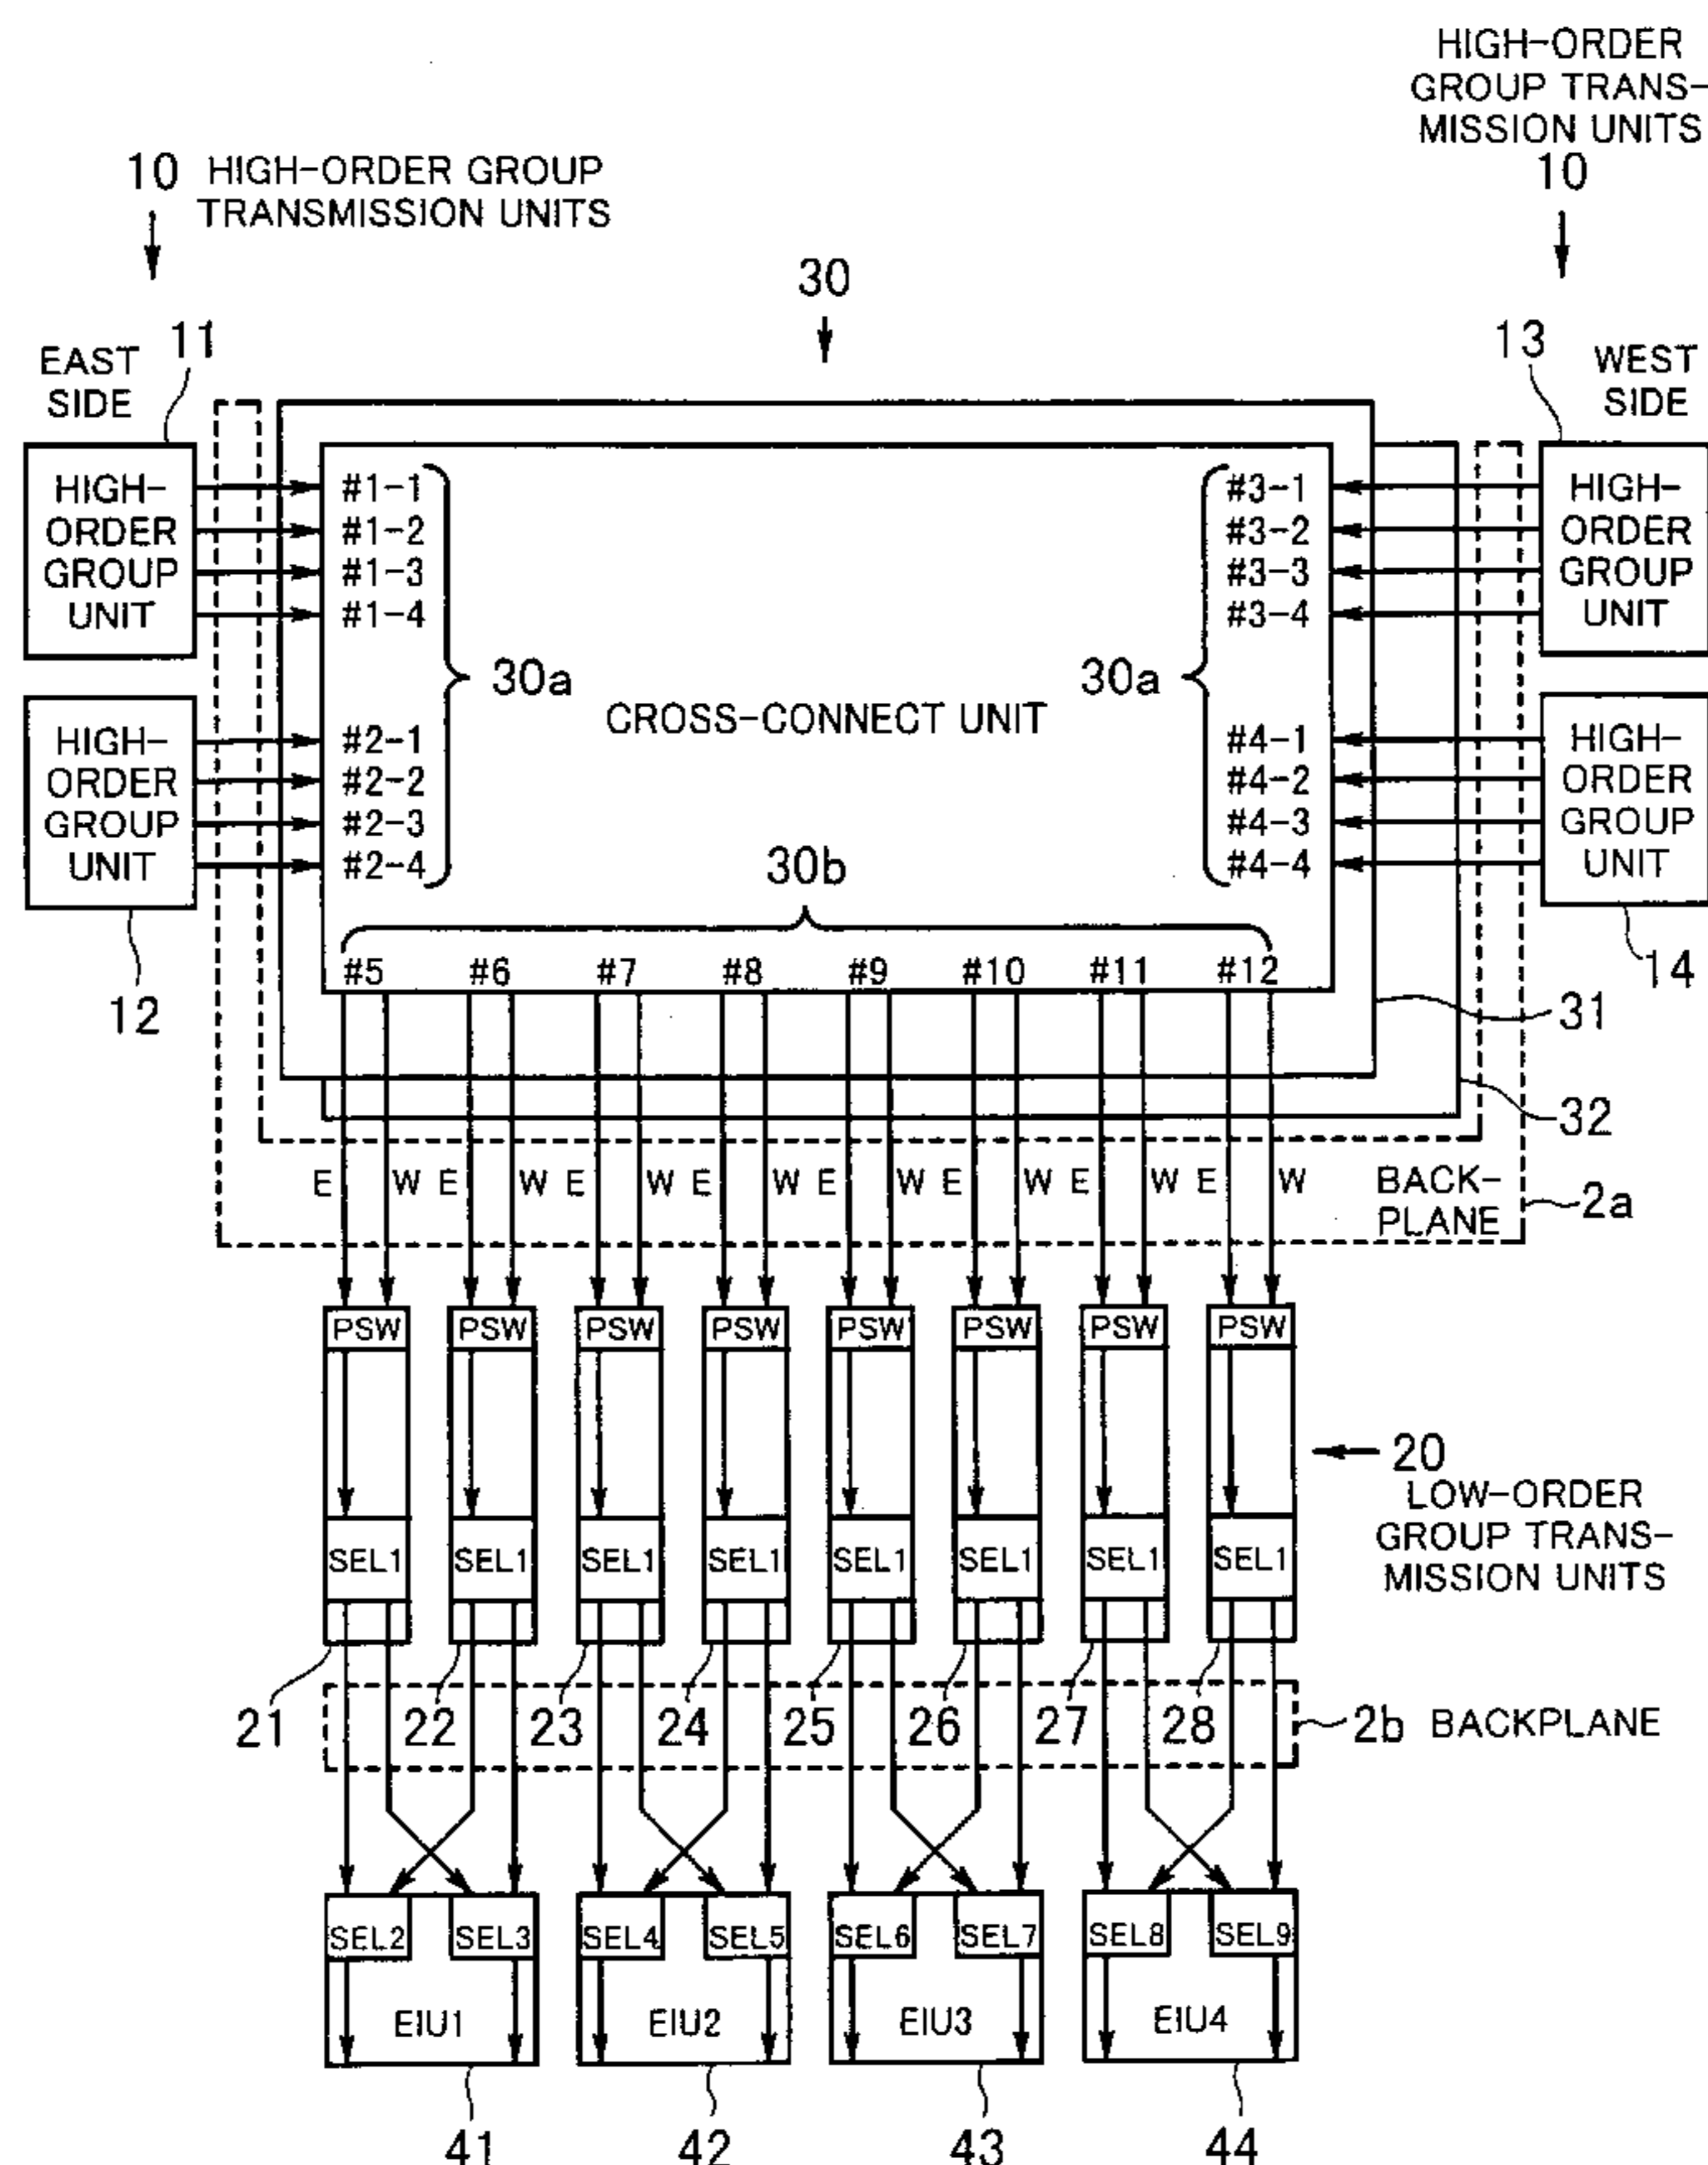 HIGH-ORDER
GROUP TRANS-
MISSION UNITS
10
10 HIGH-ORDER GROUP
TRANSMISSION UNITS
30
EAST
SIDE
11
13
WEST
SIDE
HIGH-
ORDER
GROUP
UNIT
#1-1
#1-2
#1-3
#1-4
#3-1
#3-2
#3-3
#3-4
HIGH-
ORDER
GROUP
UNIT
30a
30a
CROSS-CONNECT UNIT
HIGH-
ORDER
GROUP
UNIT
#2-1
#2-2
#2-3
#2-4
#4-1
#4-2
#4-3
#4-4
HIGH-
ORDER
GROUP
UNIT
30b
#5 #6 #7 #8 #9 #10 #11 #12
12
14
31
32
E W E W E W E W E W E W E W E W
BACK-
PLANE
2a
PSW PSW PSW PSW PSW PSW PSW PSW
20
LOW-ORDER
GROUP TRANS-
MISSION UNITS
SEL1 SEL1 SEL1 SEL1 SEL1 SEL1 SEL1 SEL1
21 22 23 24 25 26 27 28
2b BACKPLANE
SEL2 SEL3 SEL4 SEL5 SEL6 SEL7 SEL8 SEL9
EIU1 EIU2 EIU3 EIU4
41 42 43 44